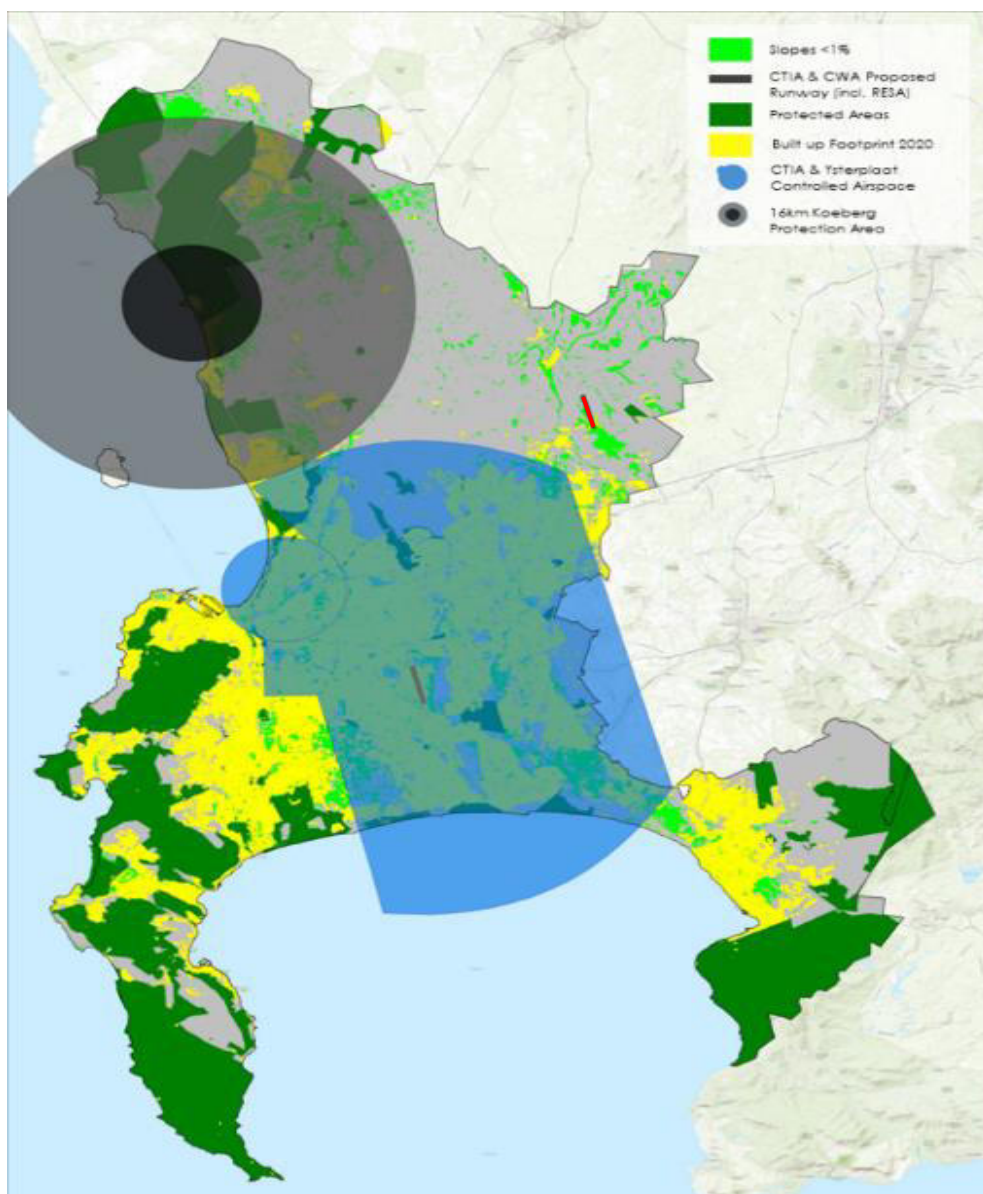 Slopes <1%
CTIA & CWA Proposed
Runway (incl. RESA)
Protected Areas
Built up Footprint 2020
CTIA & Ysterplaat
Controlled Airspace
16km Koeberg
Protection Area